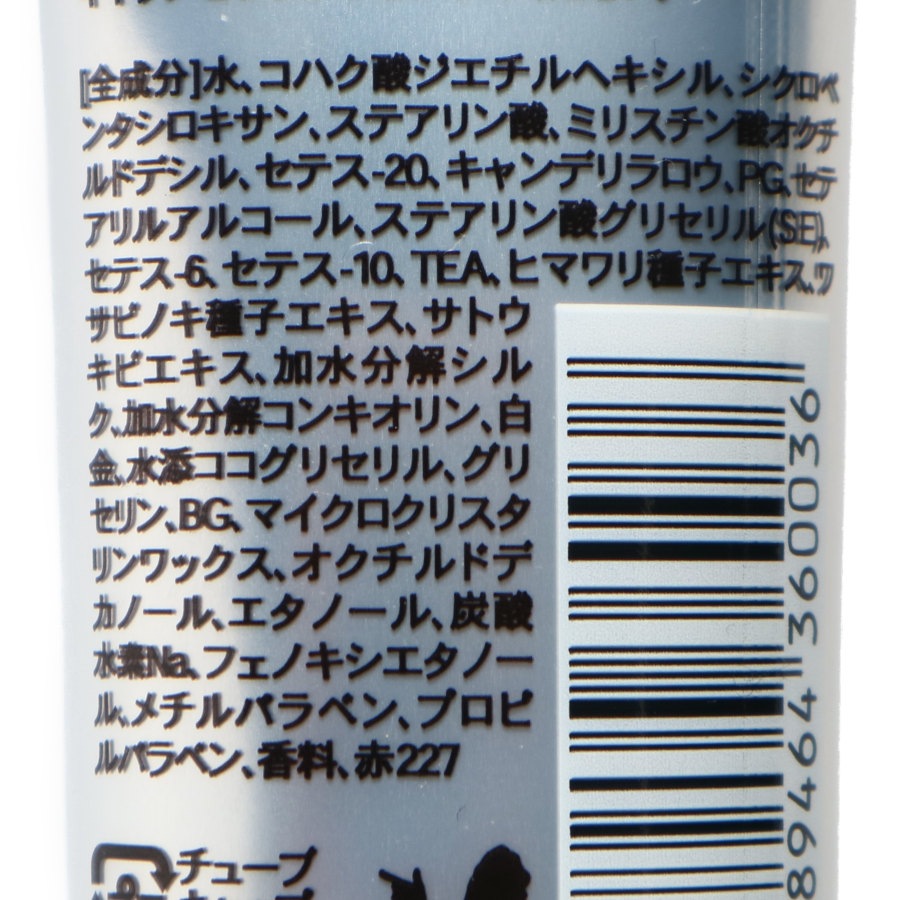 [全成分]水、コハク酸ジエチルヘキシル、シクロペ
ンタシロキサン、ステアリン酸、ミリスチン酸オクチ
ルドデシル、セテス-20、キャンデリラロウ、PG、セテ
アリルアルコール、ステアリン酸グリセリル(SE)、
セテス-6、セテス-10、TEA、ヒマワリ種子エキス、ワ
サビノキ種子エキス、サトウ
キビエキス、加水分解シル
ク、加水分解コンキオリン、白
金、水添ココグリセリル、グリ
セリン、BG、マイクロクリスタ
リンワックス、オクチルドデ
カノール、エタノール、炭酸
水素Na、フェノキシエタノー
ル、メチルパラベン、プロピ
ルパラベン、香料、赤227
チューブ
89464 360036